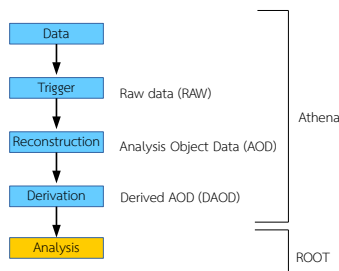 Data
Trigger
Raw data (RAW)
Athena
Reconstruction
Analysis Object Data (AOD)
Derivation
Derived AOD (DAOD)
Analysis
ROOT